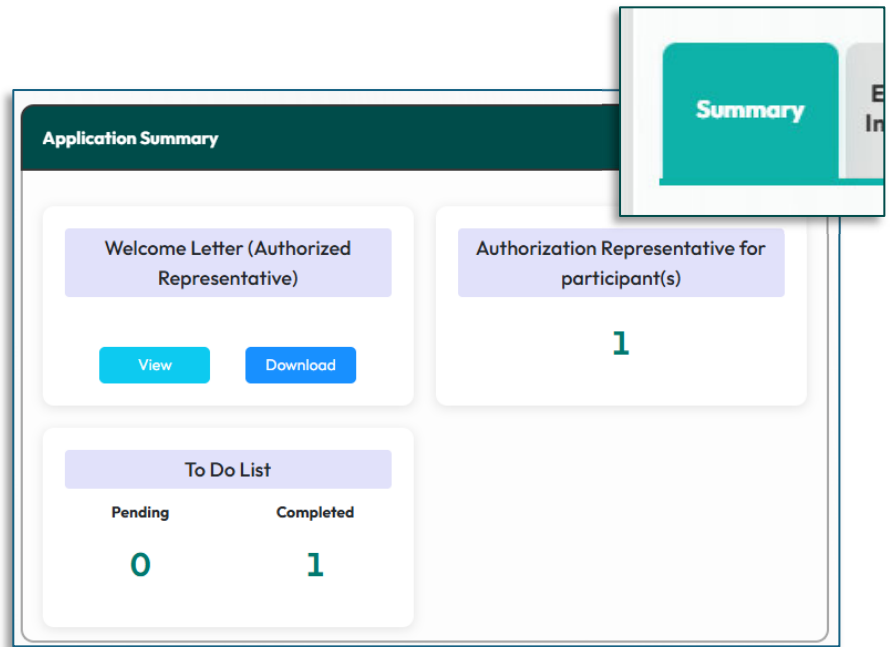 Summary
E
In
Application Summary
Welcome Letter (Authorized
Representative)
View
Download
Authorization Representative for
participant(s)
1
To Do List
Pending
Completed
0
1